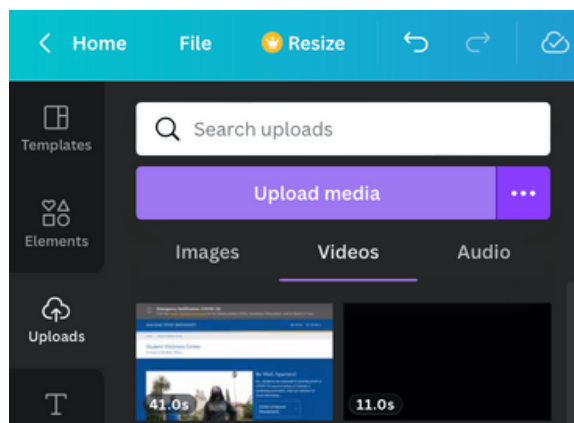 Home File Resize
Templates
Search uploads
Upload media
Elements
Images Videos Audio
Uploads
Student Wellness Center
41.0s
11.0s
T